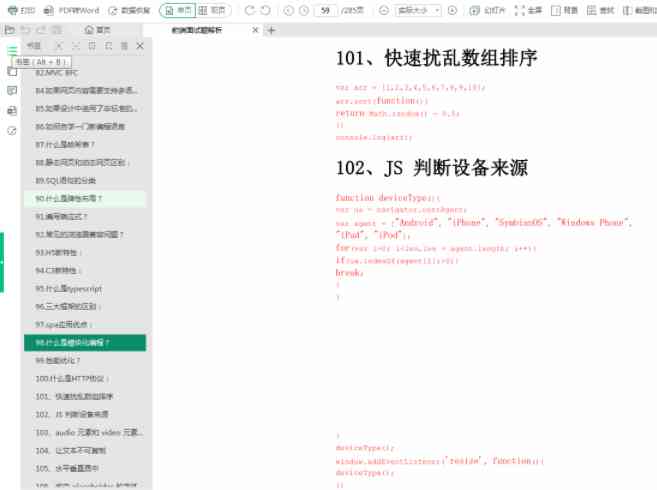 打印
PDF转Word
数据恢复
单页
双页
59
/285页
实际大小
幻灯片
全屏
背景
查找
截图和
首页
前端面试题解析
书签
书签（Alt + B）
82.MVC BFC
84.如果网页内容需要支持多语...
85.如果设计中使用了非标准的...
86.如何自学一门新编程语言
87.什么是哈希表？
88.静态网页和动态网页区别：
89.SQL语句的分类
90.什么是弹性布局？
91.编写响应式？
92.常见的浏览器兼容问题？
93.H5新特性：
94.C3新特性：
95.什么是typescript
96.三大框架的区别：
97.spa应用优点：
98.什么是模块化编程？
99.性能优化？
100.什么是HTTP协议：
101、快速扰乱数组排序
102、JS 判断设备来源
103、audio 元素和 video 元素...
104、让文本不可复制
105、水平垂直居中
101、快速扰乱数组排序
var arr = [1,2,3,4,5,6,7,8,9,10];
arr.sort(function(){
return Math.random() - 0.5;
})
console.log(arr);
102、JS 判断设备来源
function deviceType(){
var ua = navigator.userAgent;
var agent = ["Android", "iPhone", "SymbianOS", "Windows Phone",
"iPad", "iPod"];
for(var i=0; i<len,len = agent.length; i++){
if(ua.indexOf(agent[i])>0){
break;
}
}
}
deviceType();
window.addEventListener('resize', function(){
deviceType();
})